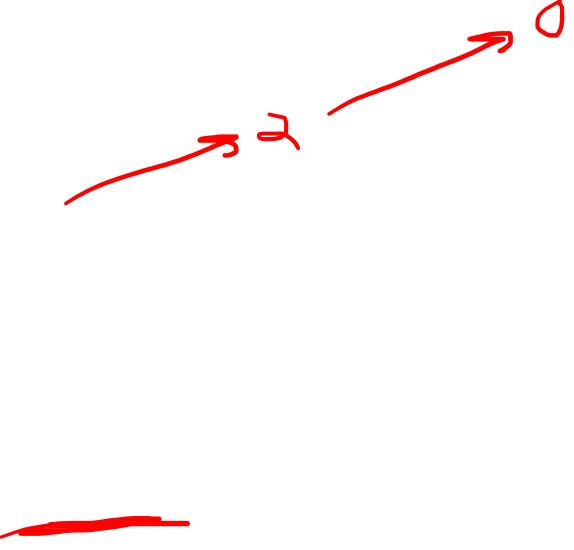 → 2 → 0